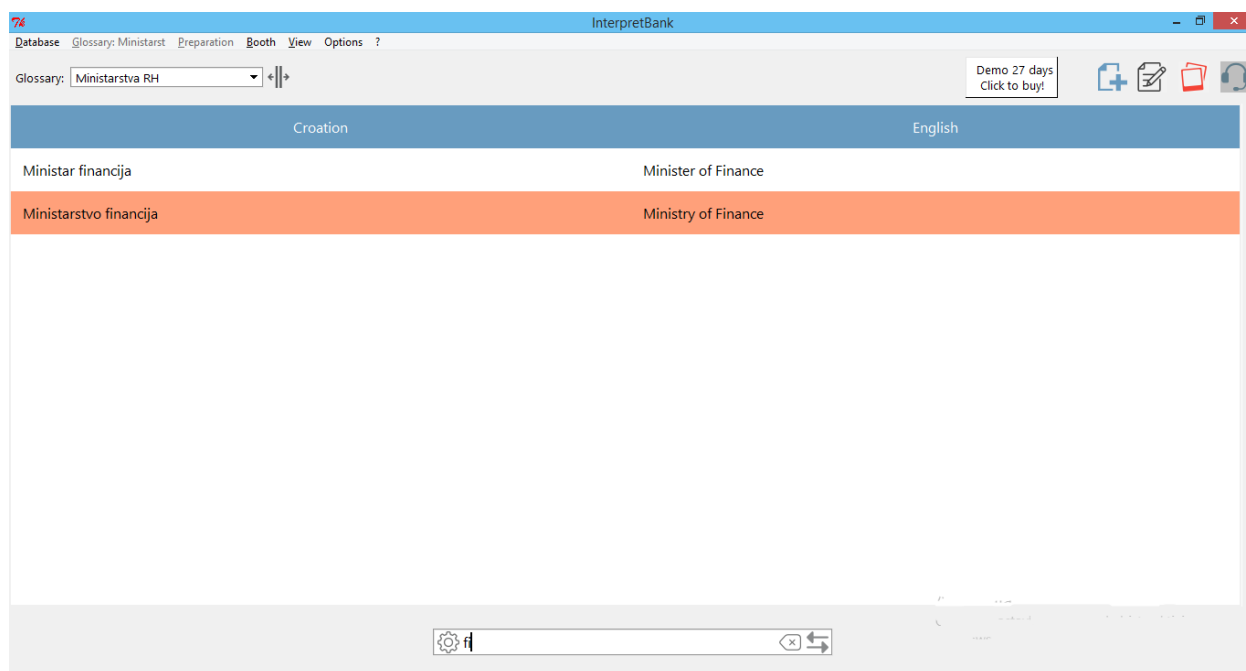 InterpretBank
Database Glossary: Ministarst Preparation Booth View Options ?
Glossary: Ministarstva RH
Demo 27 days
Click to buy!
Croation English
Ministar financija Minister of Finance
Ministarstvo financija Ministry of Finance
fi